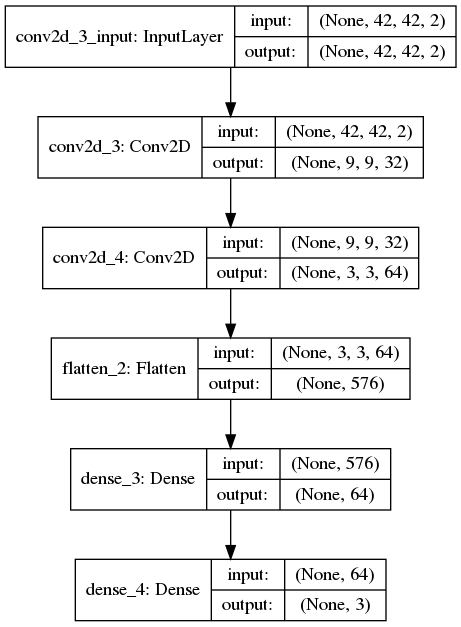 conv2d_3_input: InputLayer
input:
(None, 42, 42, 2)
output:
(None, 42, 42, 2)
conv2d_3: Conv2D
input:
(None, 42, 42, 2)
output:
(None, 9, 9, 32)
conv2d_4: Conv2D
input:
(None, 9, 9, 32)
output:
(None, 3, 3, 64)
flatten_2: Flatten
input:
(None, 3, 3, 64)
output:
(None, 576)
dense_3: Dense
input:
(None, 576)
output:
(None, 64)
dense_4: Dense
input:
(None, 64)
output:
(None, 3)